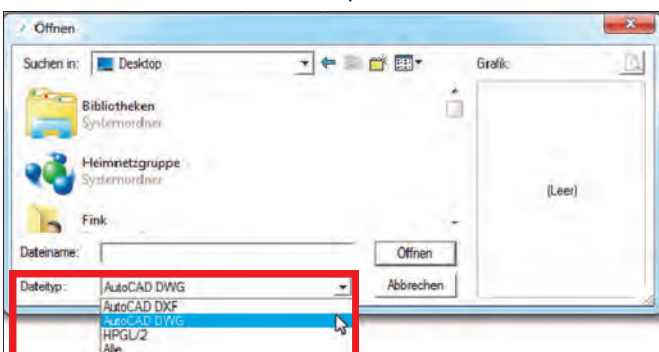 Öffnen
Suchen in: Desktop
Grafik:
Bibliotheken
Systemordner
Heimnetzgruppe
Systemordner
Fink
(Leer)
Dateiname:
Öffnen
Dateityp: AutoCAD DWG
Abbrechen
AutoCAD DXF
AutoCAD DWG
HPGL/2
Alle